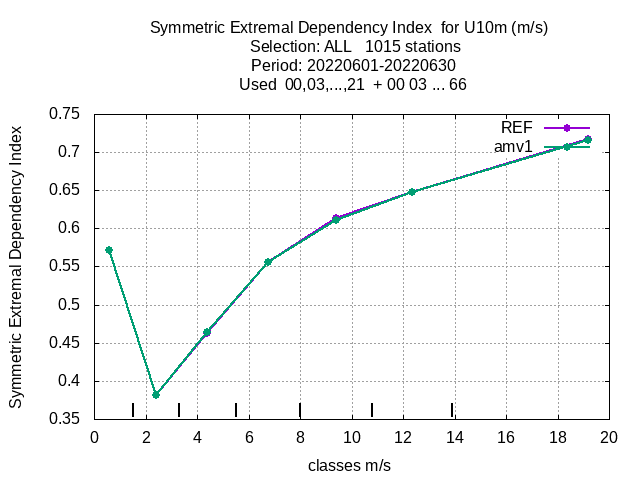 Symmetric Extremal Dependency Index  for U10m (m/s)
Selection: ALL   1015 stations
Period: 20220601-20220630
Used  00,03,...,21  + 00 03 ... 66
Symmetric Extremal Dependency Index
0.75
0.7
0.65
0.6
0.55
0.5
0.45
0.4
0.35
REF
amv1
0 2 4 6 8 10 12 14 16 18 20
classes m/s